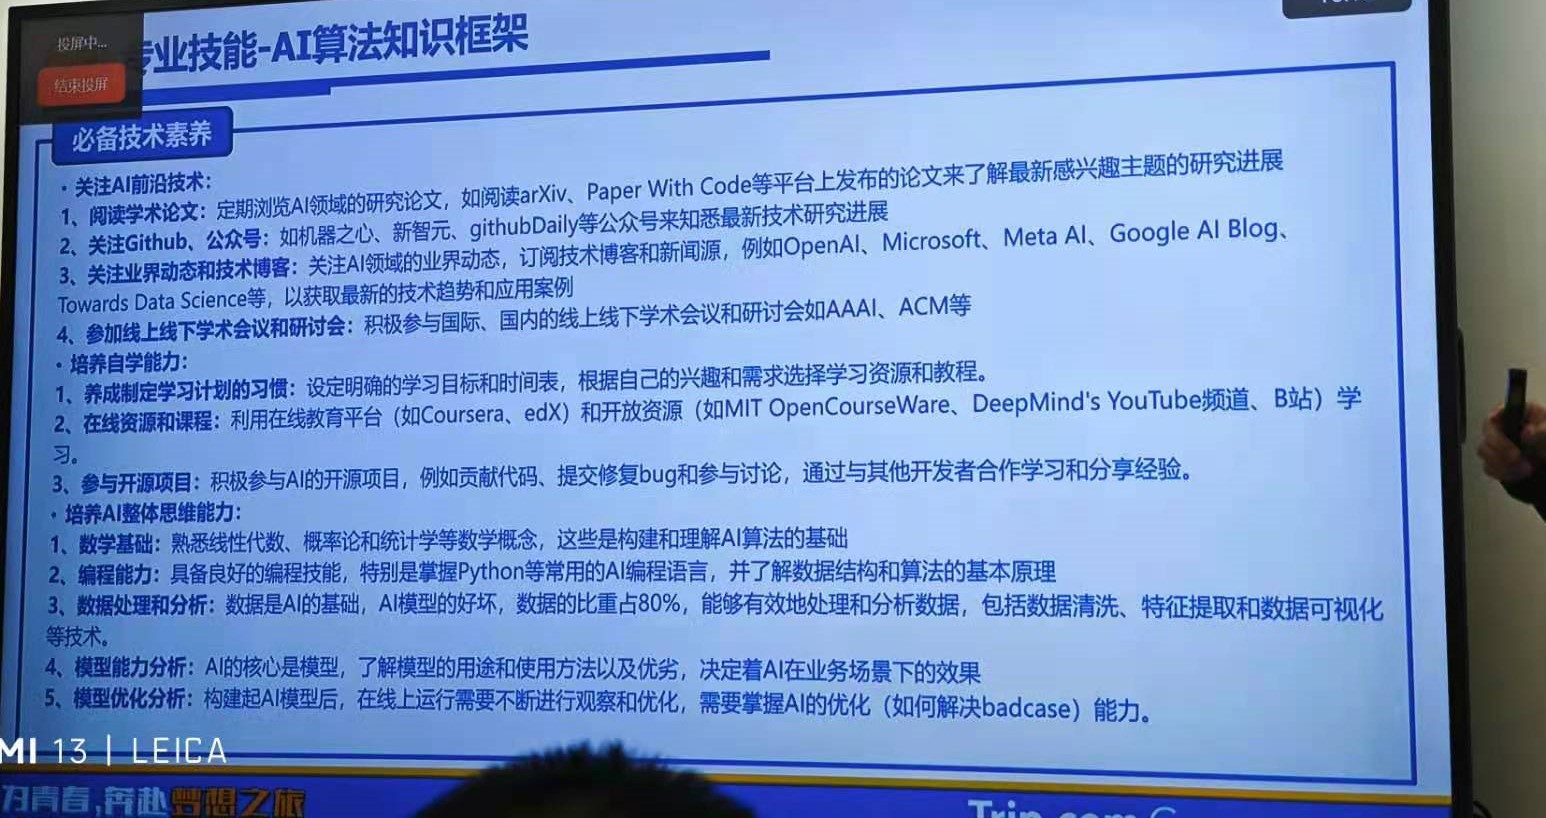 投屏中...
结束投屏
专业技能-AI算法知识框架
必备技术素养
· 关注AI前沿技术：
1、阅读学术论文：定期浏览AI领域的研究论文，如阅读arXiv、Paper With Code等平台上发布的论文来了解最新感兴趣主题的研究进展
2、关注Github、公众号：如机器之心、新智元、githubDaily等公众号来知悉最新技术研究进展
3、关注业界动态和技术博客：关注AI领域的业界动态，订阅技术博客和新闻源，例如OpenAI、Microsoft、Meta AI、Google AI Blog、
Towards Data Science等，以获取最新的技术趋势和应用案例
4、参加线上线下学术会议和研讨会：积极参与国际、国内的线上线下学术会议和研讨会如AAAI、ACM等
· 培养自学能力：
1、养成制定学习计划的习惯：设定明确的学习目标和时间表，根据自己的兴趣和需求选择学习资源和教程。
2、在线资源和课程：利用在线教育平台（如Coursera、edX）和开放资源（如MIT OpenCourseWare、DeepMind's YouTube频道、B站）学
习。
3、参与开源项目：积极参与AI的开源项目，例如贡献代码、提交修复bug和参与讨论，通过与其他开发者合作学习和分享经验。
· 培养AI整体思维能力：
1、数学基础：熟悉线性代数、概率论和统计学等数学概念，这些是构建和理解AI算法的基础
2、编程能力：具备良好的编程技能，特别是掌握Python等常用的AI编程语言，并了解数据结构和算法的基本原理
3、数据处理和分析：数据是AI的基础，AI模型的好坏，数据的比重占80%，能够有效地处理和分析数据，包括数据清洗、特征提取和数据可视化
等技术。
4、模型能力分析：AI的核心是模型，了解模型的用途和使用方法以及优劣，决定着AI在业务场景下的效果
5、模型优化分析：构建起AI模型后，在线上运行需要不断进行观察和优化，需要掌握AI的优化（如何解决badcase）能力。
MI 13 | LEICA
青春,奔赴梦想之旅
Trip.com